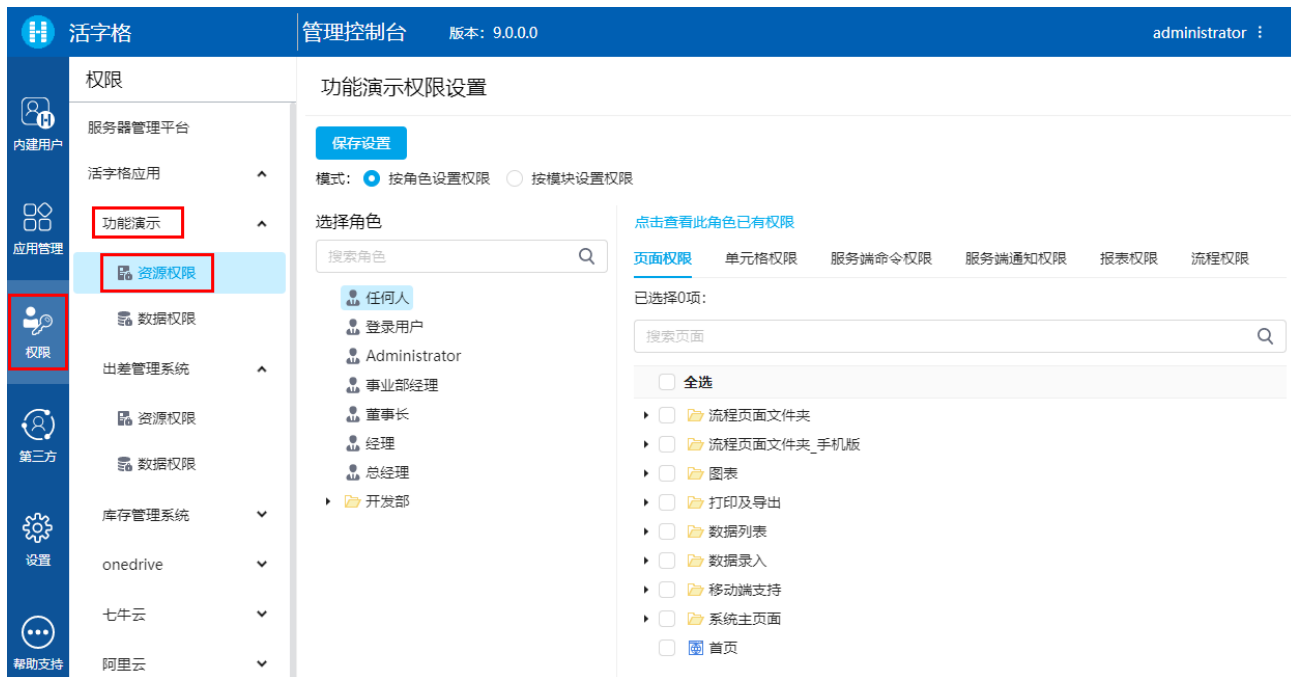 活字格
管理控制台
版本：9.0.0.0
administrator
内建用户
应用管理
权限
第三方
设置
帮助支持
权限
服务器管理平台
活字格应用
功能演示
资源权限
数据权限
出差管理系统
资源权限
数据权限
库存管理系统
onedrive
七牛云
阿里云
功能演示权限设置
保存设置
模式： 按角色设置权限 按模块设置权限
选择角色
搜索角色
任何人
登录用户
Administrator
事业部经理
董事长
经理
总经理
开发部
点击查看此角色已有权限
页面权限 单元格权限 服务端命令权限 服务端通知权限 报表权限 流程权限
已选择0项：
搜索页面
全选
流程页面文件夹
流程页面文件夹_手机版
图表
打印及导出
数据列表
数据录入
移动端支持
系统主页面
首页